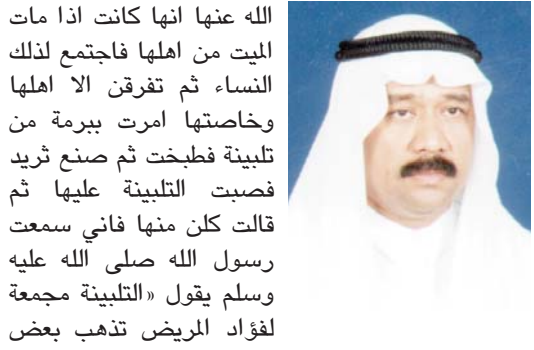 الله عنها انها كانت اذا مات
الميت من اهلها فاجتمع لذلك
النساء ثم تفرقن الا اهلها
وخاصتها امرت ببرمة من
تلبينة فطبخت ثم صنع ثريد
فصبت التلبينة عليها ثم
قالت كلن منها فاني سمعت
رسول الله صلى الله عليه
وسلم يقول «التلبينة مجمعة
لفؤاد المريض تذهب بعض